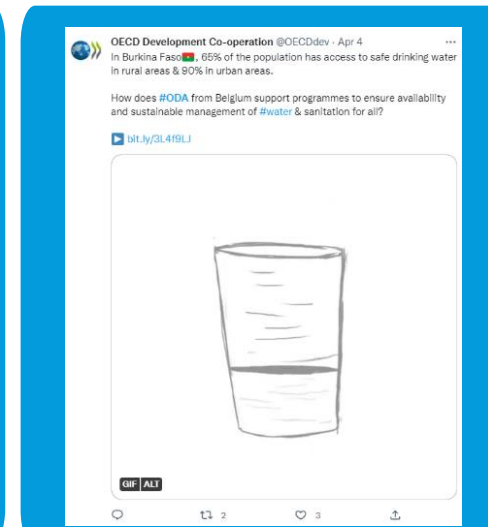 OECD Development Co-operation @OECDdev · Apr 4 ...
In Burkina Faso🇧🇫, 65% of the population has access to safe drinking water
in rural areas & 90% in urban areas.
How does #ODA from Belgium support programmes to ensure availability
and sustainable management of #water & sanitation for all?
▶ bit.ly/3L4f9LJ
GIF ALT
2 3